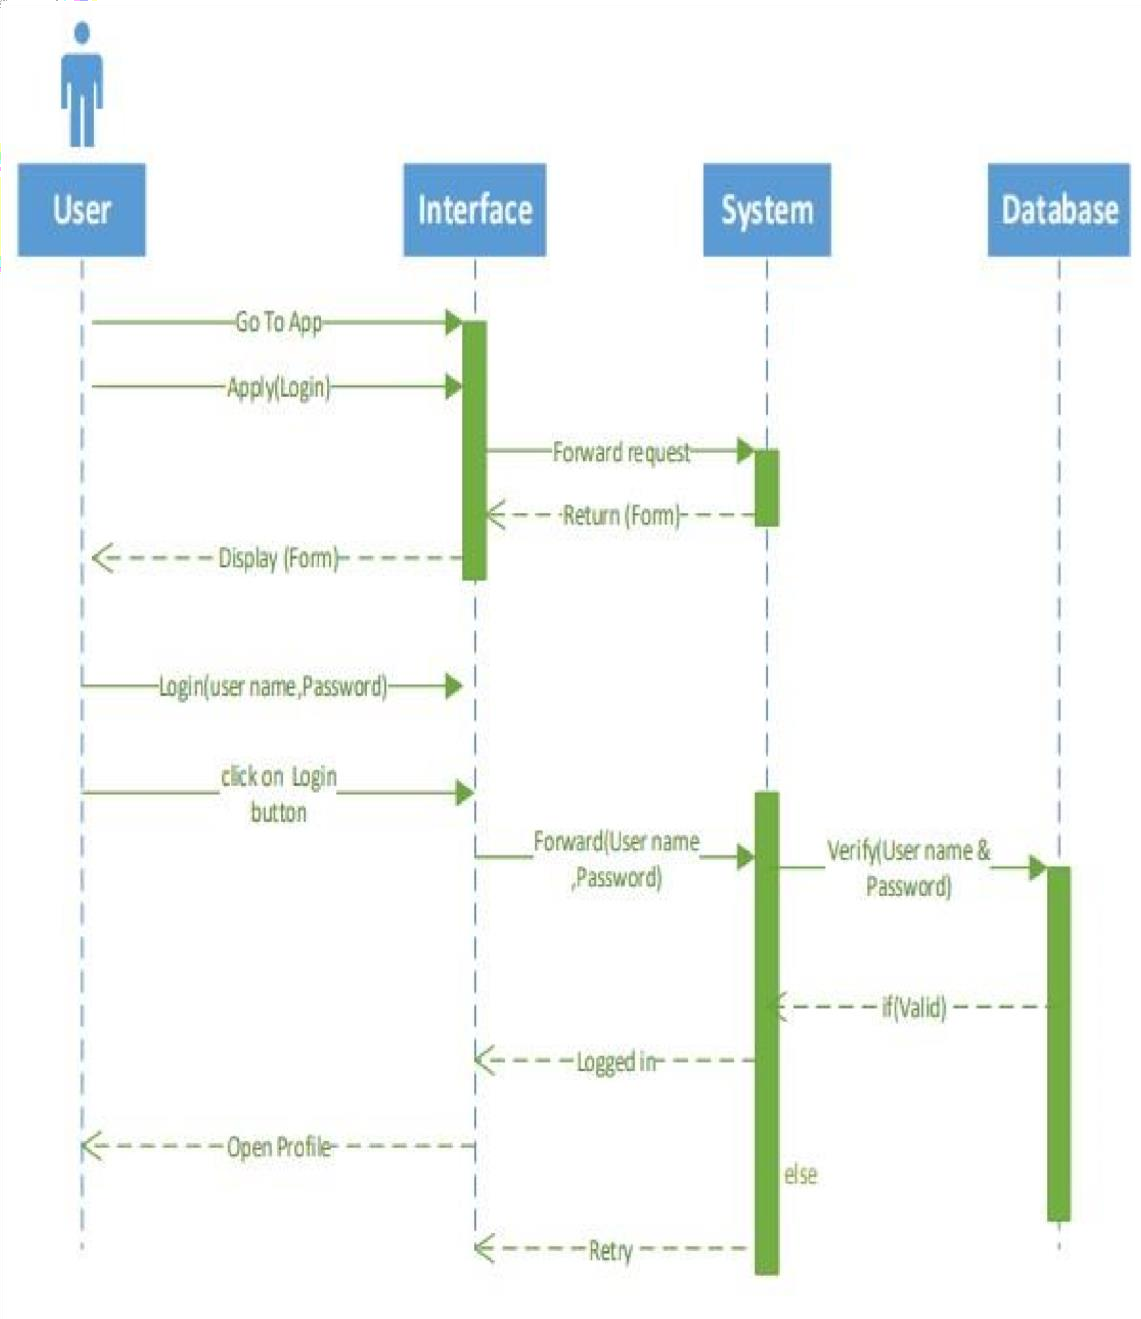 User
Interface
System
Database
Go To App
Apply(Login)
Forward request
Return (Form)
Display (Form)
Login(user name,Password)
click on Login
button
Forward(User name
,Password)
Verify(User name &
Password)
if(Valid)
Logged in
Open Profile
else
Retry